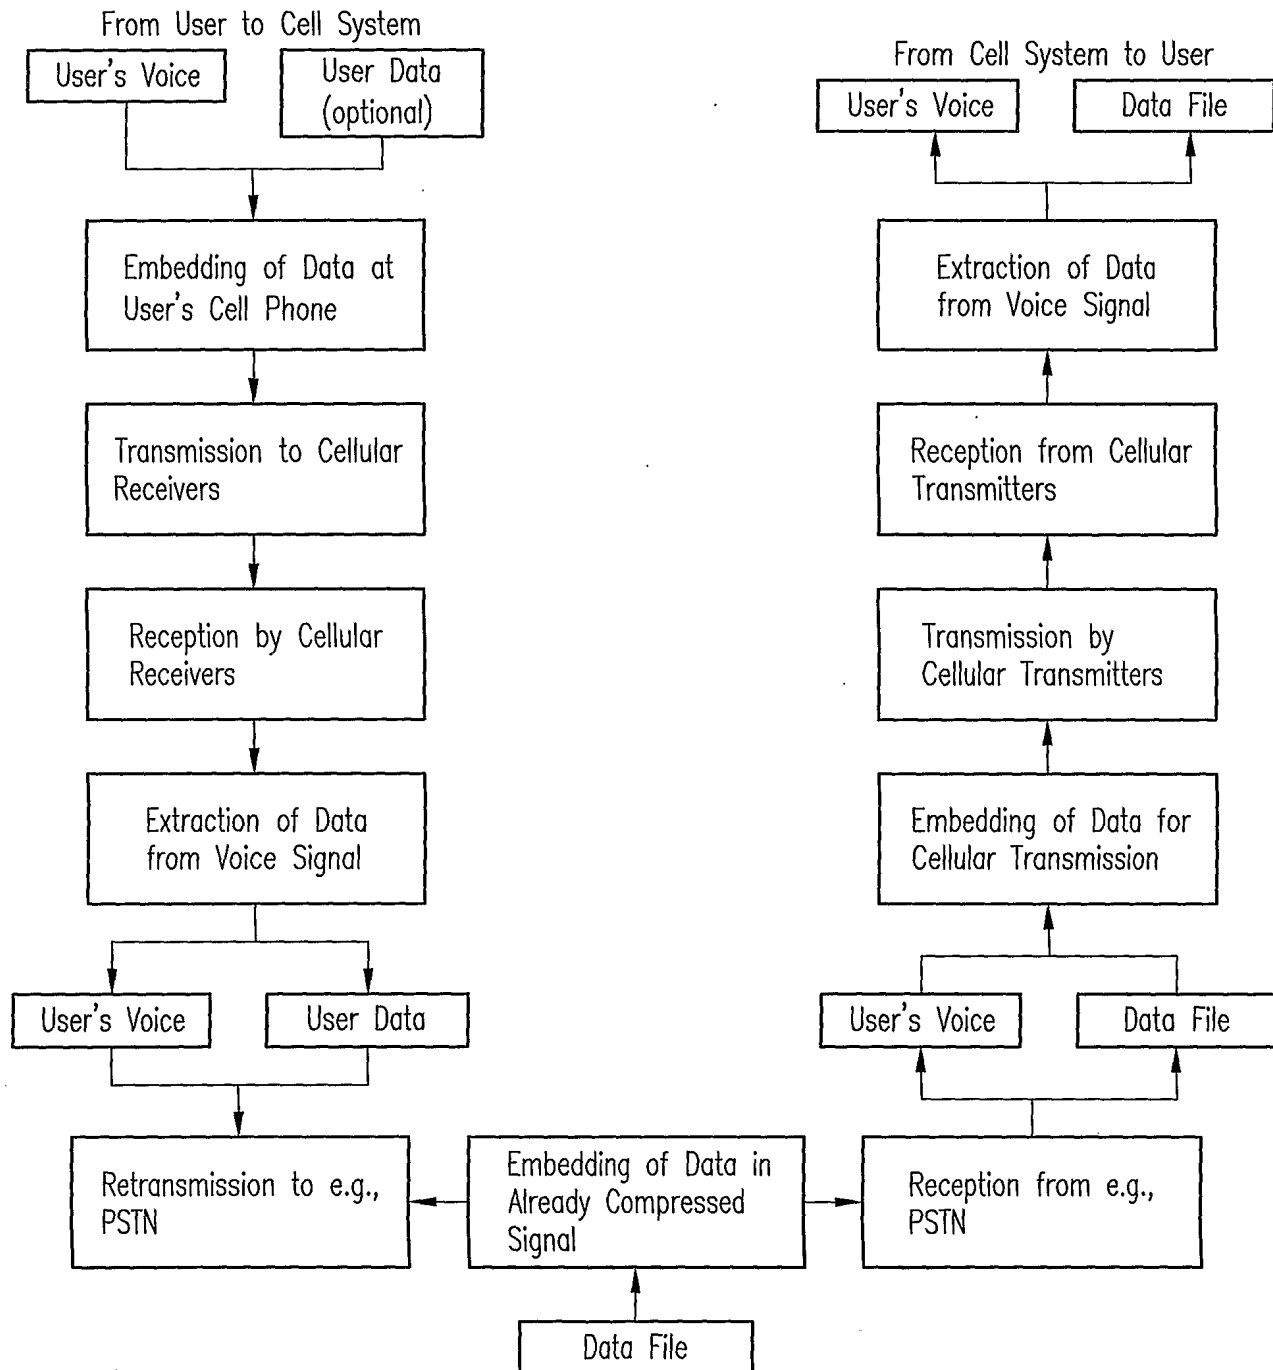 From User to Cell System
User's Voice
User Data
(optional)
Embedding of Data at
User's Cell Phone
Transmission to Cellular
Receivers
Reception by Cellular
Receivers
Extraction of Data
from Voice Signal
User's Voice
User Data
Retransmission to e.g.,
PSTN
Embedding of Data in
Already Compressed
Signal
Data File
From Cell System to User
User's Voice
Data File
Extraction of Data
from Voice Signal
Reception from Cellular
Transmitters
Transmission by
Cellular Transmitters
Embedding of Data for
Cellular Transmission
User's Voice
Data File
Reception from e.g.,
PSTN